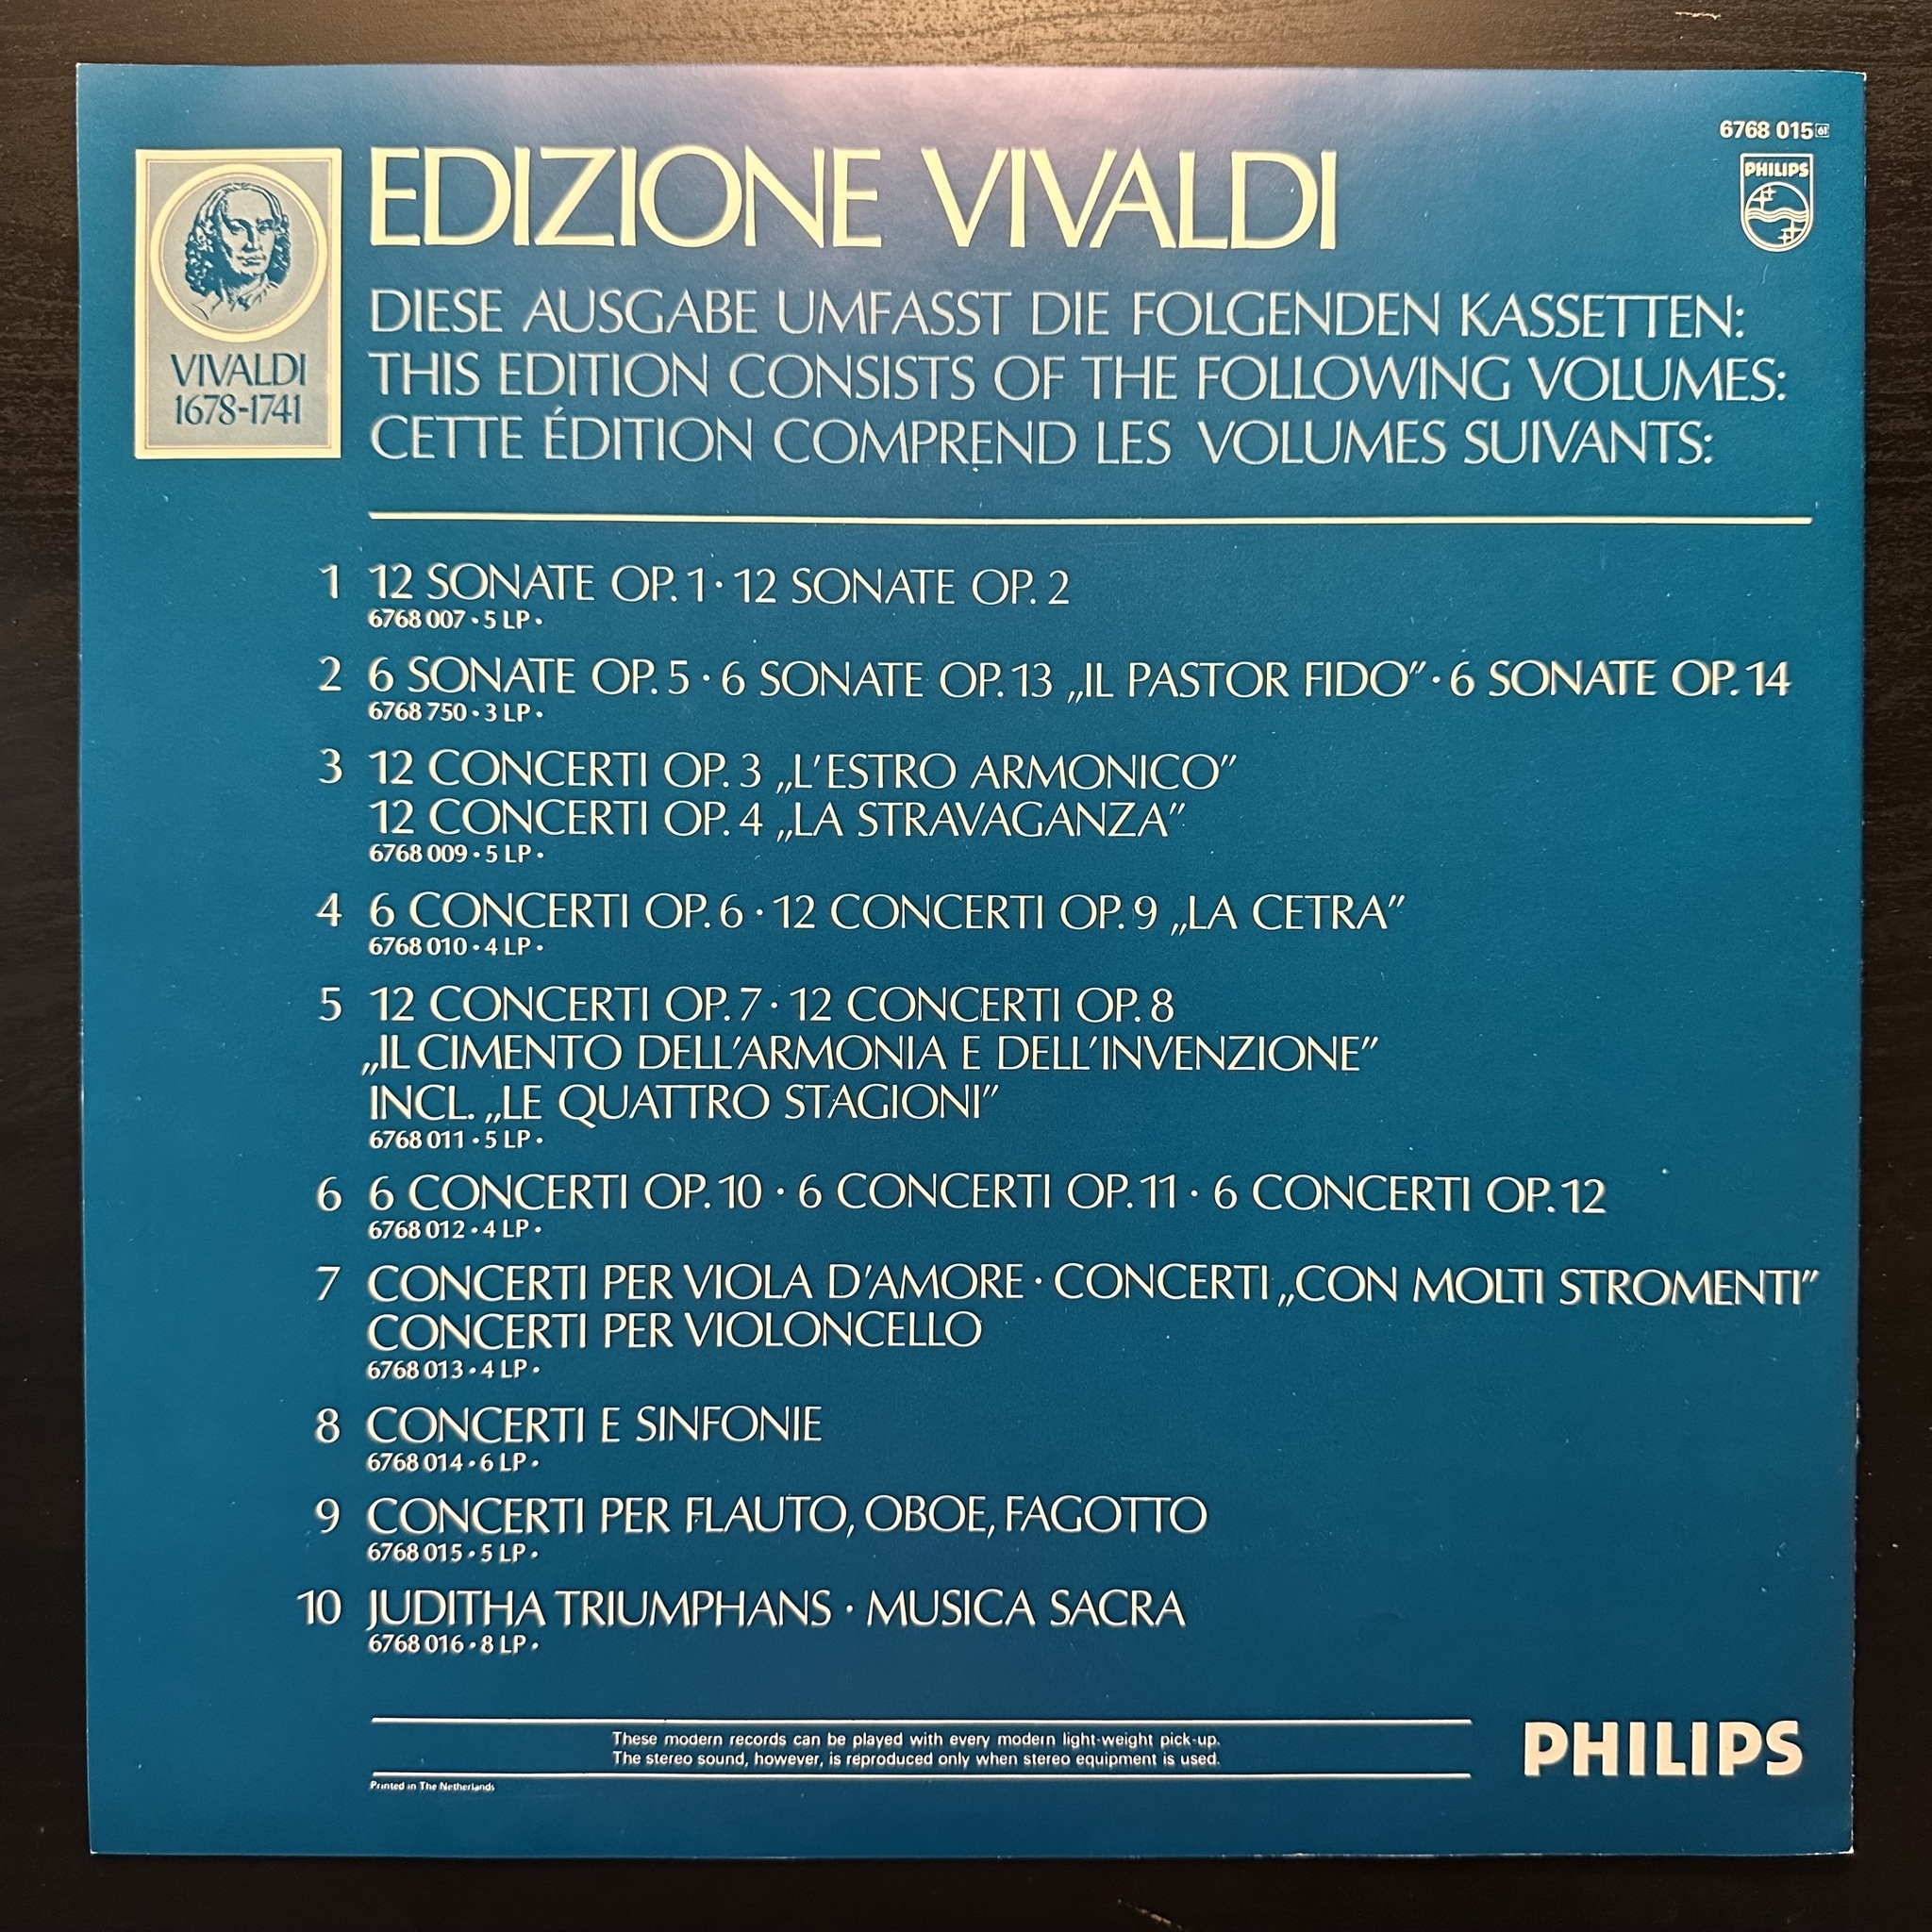 6768 015
PHILIPS
EDIZIONE VIVALDI
VIVALDI
1678-1741
DIESE AUSGABE UMFASST DIE FOLGENDEN KASSETTEN:
THIS EDITION CONSISTS OF THE FOLLOWING VOLUMES:
CETTE ÉDITION COMPREND LES VOLUMES SUIVANTS:
1 12 SONATE OP. 1 · 12 SONATE OP. 2
6768 007 · 5 LP ·
2 6 SONATE OP. 5 · 6 SONATE OP. 13 „IL PASTOR FIDO” · 6 SONATE OP. 14
6768 750 · 3 LP ·
3 12 CONCERTI OP. 3 „L’ESTRO ARMONICO”
12 CONCERTI OP. 4 „LA STRAVAGANZA”
6768 009 · 5 LP ·
4 6 CONCERTI OP. 6 · 12 CONCERTI OP. 9 „LA CETRA”
6768 010 · 4 LP ·
5 12 CONCERTI OP. 7 · 12 CONCERTI OP. 8
„IL CIMENTO DELL’ARMONIA E DELL’INVENZIONE”
INCL. „LE QUATTRO STAGIONI”
6768 011 · 5 LP ·
6 6 CONCERTI OP. 10 · 6 CONCERTI OP. 11 · 6 CONCERTI OP. 12
6768 012 · 4 LP ·
7 CONCERTI PER VIOLA D’AMORE · CONCERTI „CON MOLTI STROMENTI”
CONCERTI PER VIOLONCELLO
6768 013 · 4 LP ·
8 CONCERTI E SINFONIE
6768 014 · 6 LP ·
9 CONCERTI PER FLAUTO, OBOE, FAGOTTO
6768 015 · 5 LP ·
10 JUDITHA TRIUMPHANS · MUSICA SACRA
6768 016 · 8 LP ·
These modern records can be played with every modern light-weight pick-up.
The stereo sound, however, is reproduced only when stereo equipment is used.
PHILIPS
Printed in The Netherlands